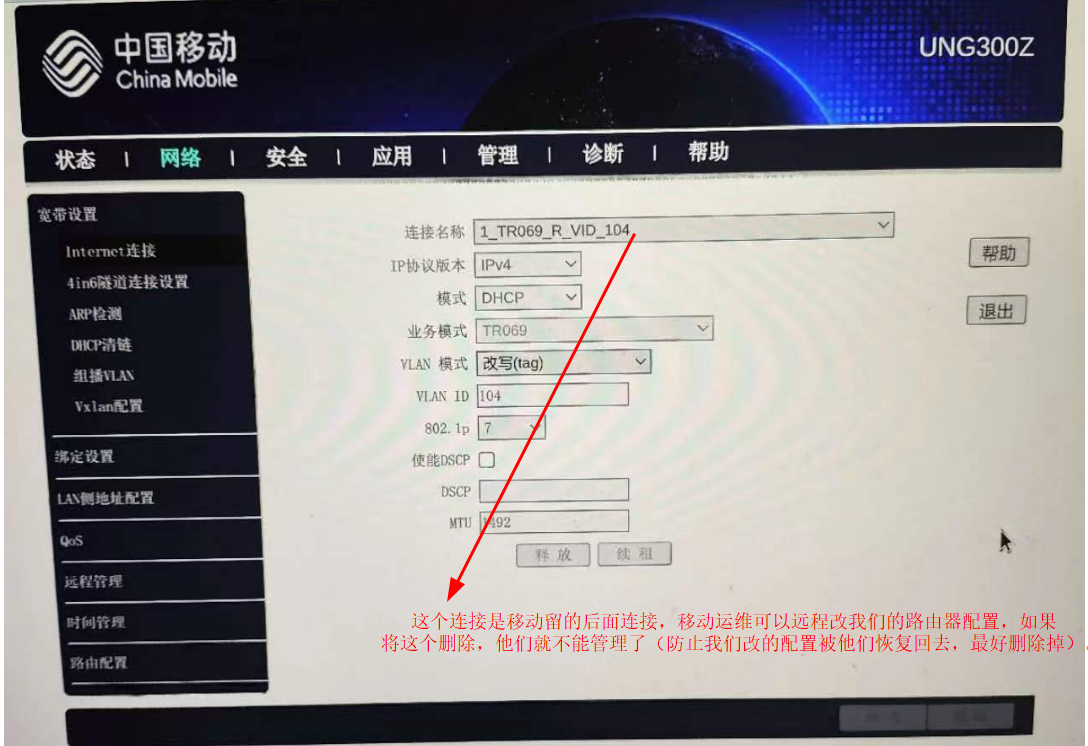 中国移动
China Mobile
UNG300Z
状态 | 网络 | 安全 | 应用 | 管理 | 诊断 | 帮助
宽带设置
Internet连接
4in6隧道连接设置
ARP检测
DHCP清链
组播VLAN
Vxlan配置
绑定设置
LAN侧地址配置
QoS
远程管理
时间管理
路由配置
连接名称 1_TR069_R_VID_104
IP协议版本 IPv4
模式 DHCP
业务模式 TR069
VLAN 模式 改写(tag)
VLAN ID 104
802.1p 7
使能DSCP
DSCP
MTU 1492
释放 续租
帮助
退出
这个连接是移动留的后面连接，移动运维可以远程改我们的路由器配置，如果
将这个删除，他们就不能管理了（防止我们改的配置被他们恢复回去，最好删除掉）。